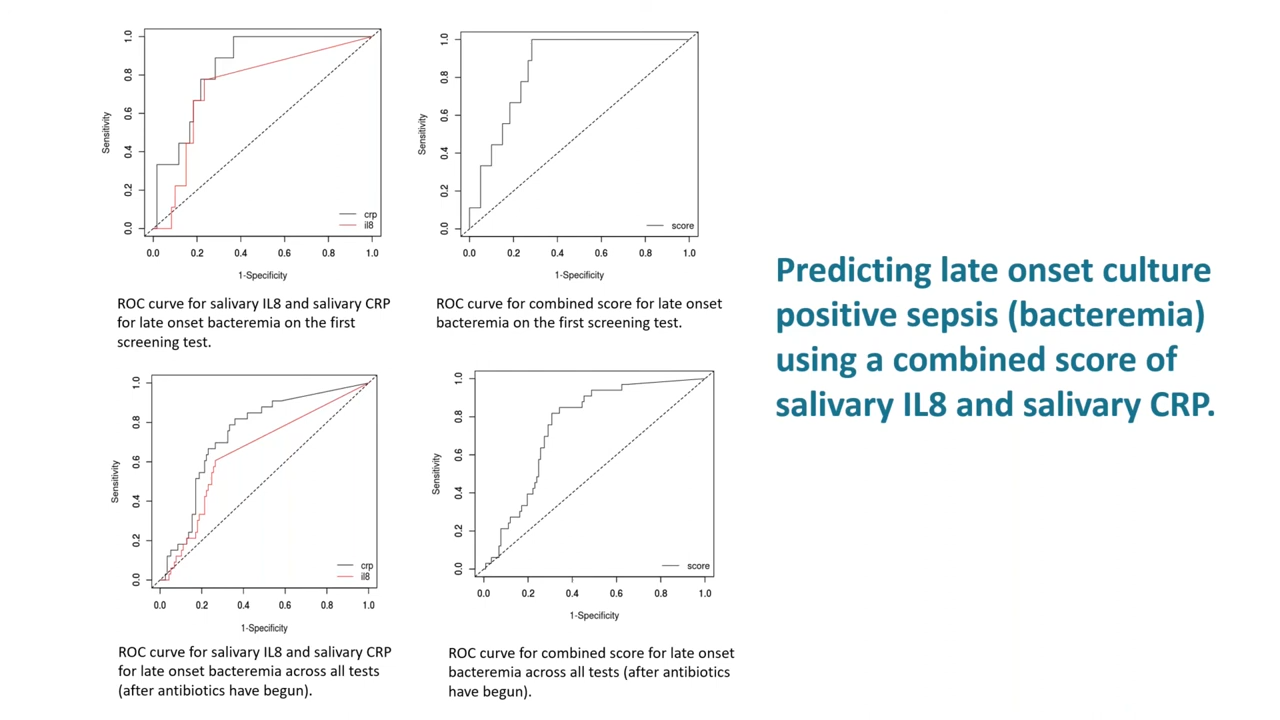 1.0
0.8
0.6
0.4
0.2
0.0
Sensitivity
crp
il8
0.0 0.2 0.4 0.6 0.8 1.0
1-Specificity
ROC curve for salivary IL8 and salivary CRP
for late onset bacteremia on the first
screening test.
1.0
0.8
0.6
0.4
0.2
0.0
Sensitivity
score
0.0 0.2 0.4 0.6 0.8 1.0
1-Specificity
ROC curve for combined score for late onset
bacteremia on the first screening test.
1.0
0.8
0.6
0.4
0.2
0.0
Sensitivity
crp
il8
0.0 0.2 0.4 0.6 0.8 1.0
1-Specificity
ROC curve for salivary IL8 and salivary CRP
for late onset bacteremia across all tests
(after antibiotics have begun).
1.0
0.8
0.6
0.4
0.2
0.0
Sensitivity
score
0.0 0.2 0.4 0.6 0.8 1.0
1-Specificity
ROC curve for combined score for late onset
bacteremia across all tests (after antibiotics
have begun).
Predicting late onset culture
positive sepsis (bacteremia)
using a combined score of
salivary IL8 and salivary CRP.